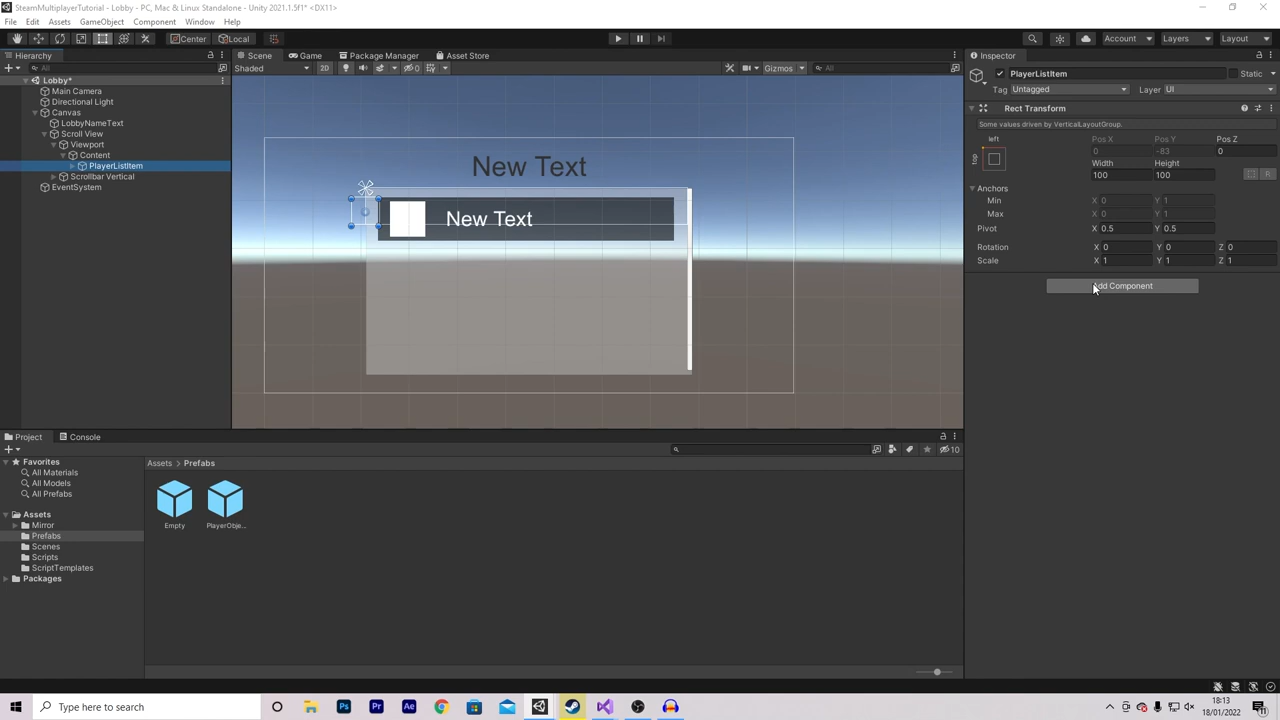 SteamMultiplayerTutorial - Lobby - PC, Mac & Linux Standalone - Unity 2021.1.5f1* <DX11>
File Edit Assets GameObject Component Window Help
Center Local Account Layers Layout
Hierarchy Scene Game Package Manager Asset Store Inspector
All Shaded 2D 0 Gizmos All PlayerListItem Static
Tag Untagged Layer UI
Lobby*
Main Camera
Directional Light
Canvas
LobbyNameText
Scroll View
Viewport
Content
PlayerListItem
Scrollbar Vertical
EventSystem
New Text
New Text
Rect Transform
Some values driven by VerticalLayoutGroup.
left Pos X Pos Y Pos Z
top 0 -83 0
Width Height
100 100 R
Anchors
Min X 0 Y 1
Max X 0 Y 1
Pivot X 0.5 Y 0.5
Rotation X 0 Y 0 Z 0
Scale X 1 Y 1 Z 1
Add Component
Project Console
10
Favorites
All Materials
All Models
All Prefabs
Assets
Mirror
Prefabs
Scenes
Scripts
ScriptTemplates
Packages
Assets > Prefabs
Empty PlayerObje...
Type here to search
18:13
18/01/2022